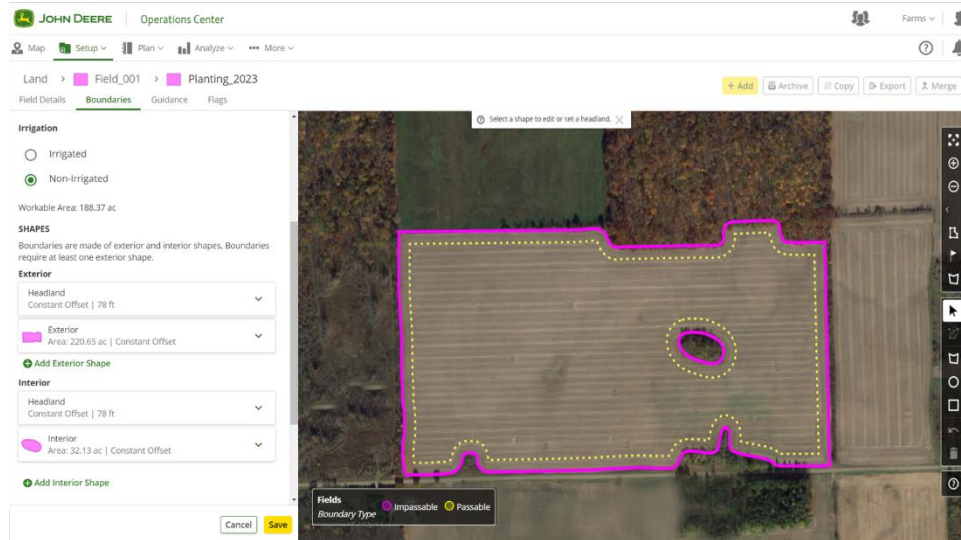 JOHN DEERE Operations Center Farms
Map Setup Plan Analyze More
Land Field_001 Planting_2023
+ Add Archive Copy Export Merge
Field Details Boundaries Guidance Flags
Select a shape to edit or set a headland.
Irrigation
Irrigated
Non-Irrigated
Workable Area: 188.37 ac
SHAPES
Boundaries are made of exterior and interior shapes. Boundaries
require at least one exterior shape.
Exterior
Headland
Constant Offset | 78 ft
Exterior
Area: 220.65 ac | Constant Offset
Add Exterior Shape
Interior
Headland
Constant Offset | 78 ft
Interior
Area: 32.13 ac | Constant Offset
Add Interior Shape
Cancel Save
Fields
Boundary Type Impassable Passable